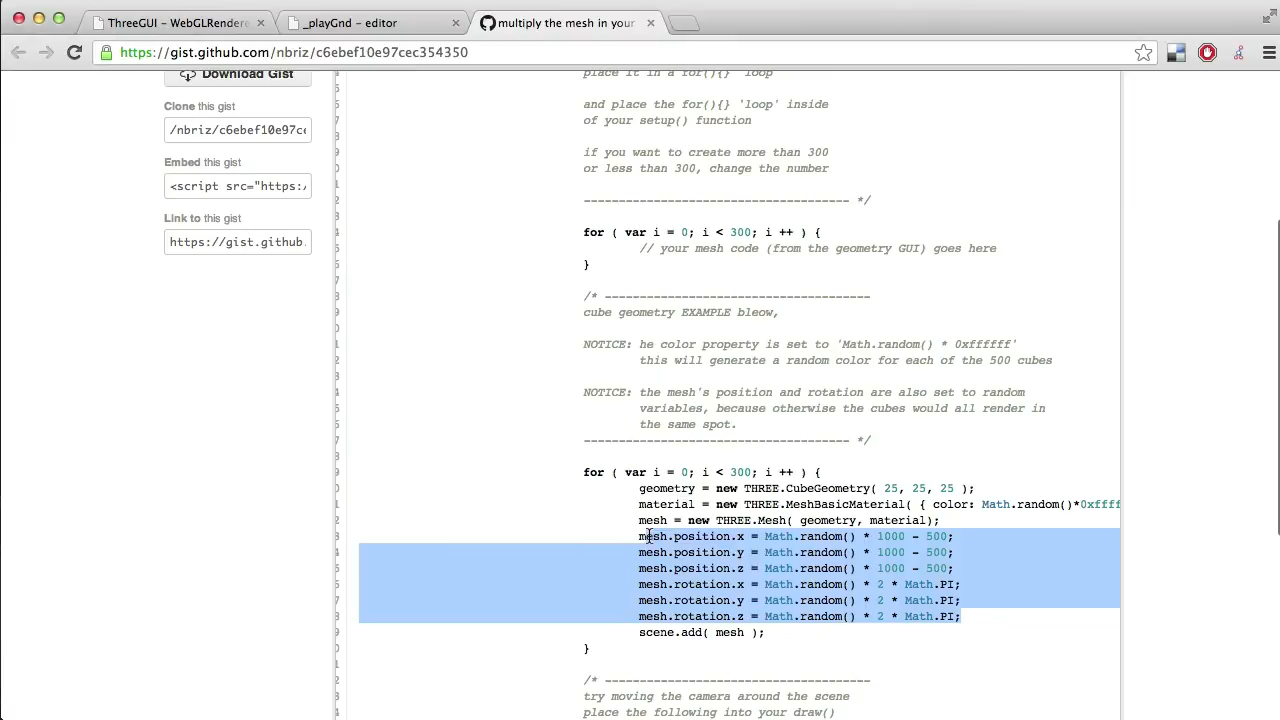 ThreeGUI – WebGLRendere
_playGnd – editor
multiply the mesh in your
https://gist.github.com/nbriz/c6ebef10e97cec354350
Download Gist
Clone this gist
/nbriz/c6ebef10e97ce
Embed this gist
<script src="https:/
Link to this gist
https://gist.github.
place it in a for(){} 'loop'
and place the for(){} 'loop' inside
of your setup() function
if you want to create more than 300
or less than 300, change the number
----------------------------------- */
for ( var i = 0; i < 300; i ++ ) {
// your mesh code (from the geometry GUI) goes here
}
/* --------------------------------------
cube geometry EXAMPLE bleow,
NOTICE: he color property is set to 'Math.random() * 0xffffff'
this will generate a random color for each of the 500 cubes
NOTICE: the mesh's position and rotation are also set to random
variables, because otherwise the cubes would all render in
the same spot.
-------------------------------------- */
for ( var i = 0; i < 300; i ++ ) {
geometry = new THREE.CubeGeometry( 25, 25, 25 );
material = new THREE.MeshBasicMaterial( { color: Math.random()*0xffff
mesh = new THREE.Mesh( geometry, material);
mesh.position.x = Math.random() * 1000 - 500;
mesh.position.y = Math.random() * 1000 - 500;
mesh.position.z = Math.random() * 1000 - 500;
mesh.rotation.x = Math.random() * 2 * Math.PI;
mesh.rotation.y = Math.random() * 2 * Math.PI;
mesh.rotation.z = Math.random() * 2 * Math.PI;
scene.add( mesh );
}
/* --------------------------------------
try moving the camera around the scene
place the following into your draw()